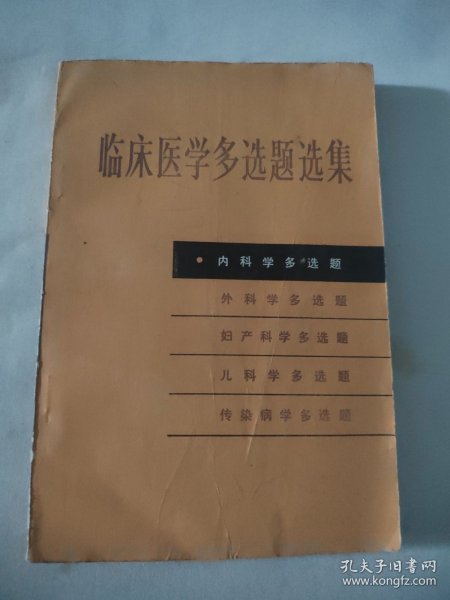 临床医学多选题选集
• 内科学多选题
外科学多选题
妇产科学多选题
儿科学多选题
传染病学多选题
孔夫子旧书网
www.kongfz.com